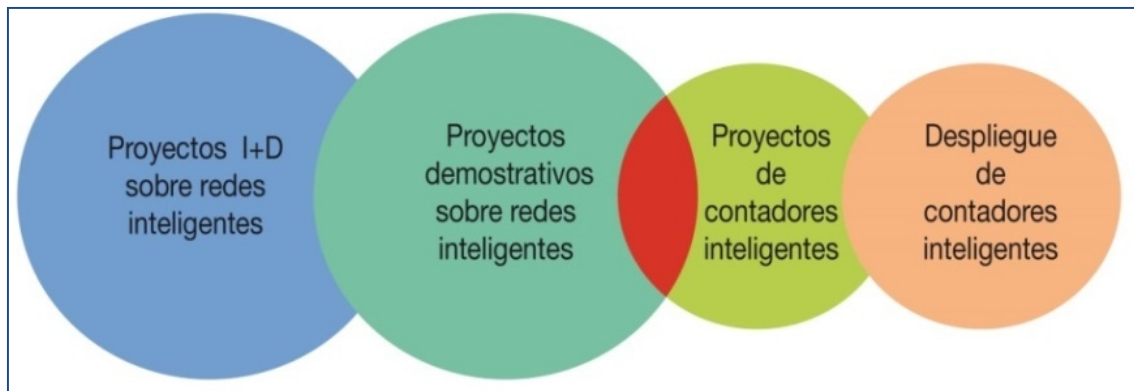 Proyectos I+D
sobre redes
inteligentes
Proyectos
demostrativos
sobre redes
inteligentes
Proyectos
de
contadores
inteligentes
Despliegue
de
contadores
inteligentes